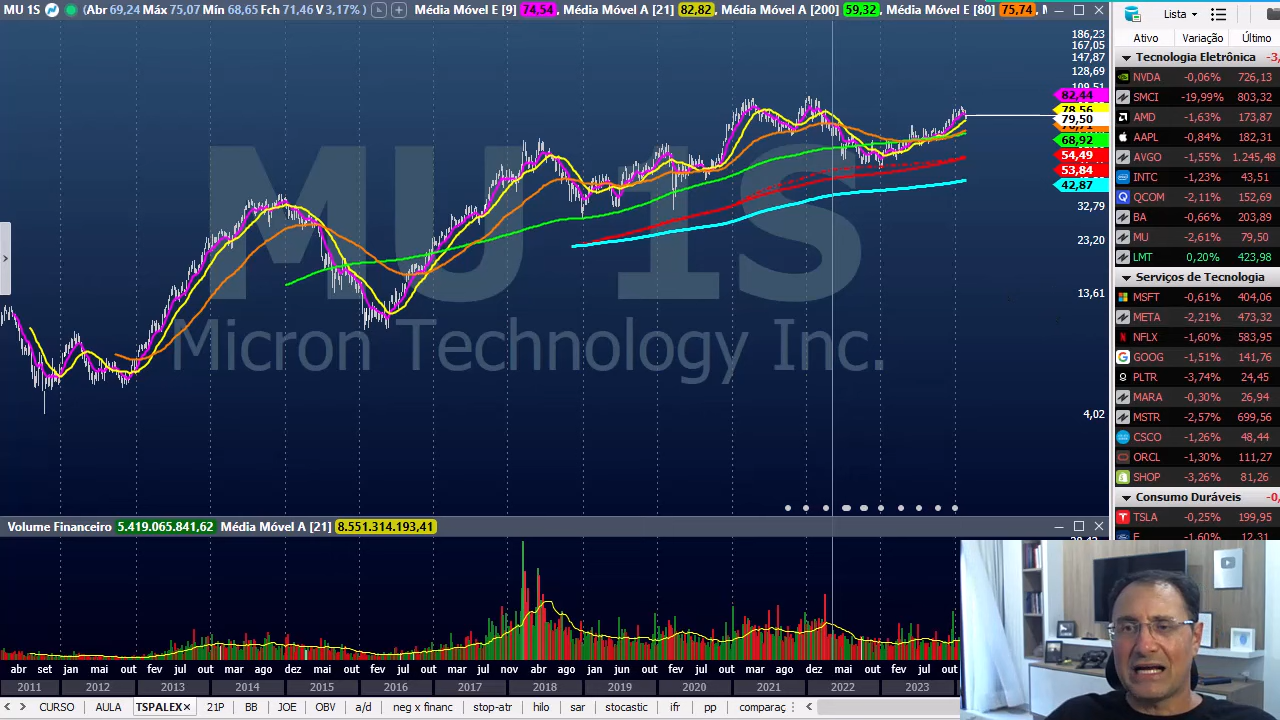 MU 1S (Abr 69,24 Máx 75,07 Mín 68,65 Fch 71,46 V 3,17% ) Média Móvel E [9] 74,54 , Média Móvel A [21] 82,82 , Média Móvel A [200] 59,32 , Média Móvel E [80] 75,74
186,23
167,05
147,87
128,69
109,51
82,44
78,56
79,50
68,92
54,49
53,84
42,87
32,79
23,20
13,61
4,02
MU 1S
Micron Technology Inc.
Volume Financeiro 5.419.065.841,62 Média Móvel A [21] 8.551.314.193,41
abr set jan mai out fev jul out mar ago dez mai out fev jul out mar jul nov abr ago jan jun out fev jul out mar ago dez mai out fev jul out
2011 2012 2013 2014 2015 2016 2017 2018 2019 2020 2021 2022 2023
CURSO AULA TSPALEX 21P BB JOE OBV a/d neg x financ stop-a hilo sar stocastic ifr pp comparaç
Lista
Ativo Variação Último
Tecnologia Eletrônica -3,
NVDA -0,06% 726,13
SMCI -19,99% 803,32
AMD -1,63% 173,87
AAPL -0,84% 182,31
AVGO -1,55% 1.245,48
INTC -1,23% 43,51
QCOM -2,11% 152,69
BA -0,66% 203,89
MU -2,61% 79,50
LMT 0,20% 423,98
Serviços de Tecnologia
MSFT -0,61% 404,06
META -2,21% 473,32
NFLX -1,60% 583,95
GOOG -1,51% 141,76
PLTR -3,74% 24,45
MARA -0,30% 26,94
MSTR -2,57% 699,56
CSCO -1,26% 48,44
ORCL -1,30% 111,27
SHOP -3,26% 81,26
Consumo Duráveis -0,
TSLA -0,25% 199,95
F -1,60% 12,31